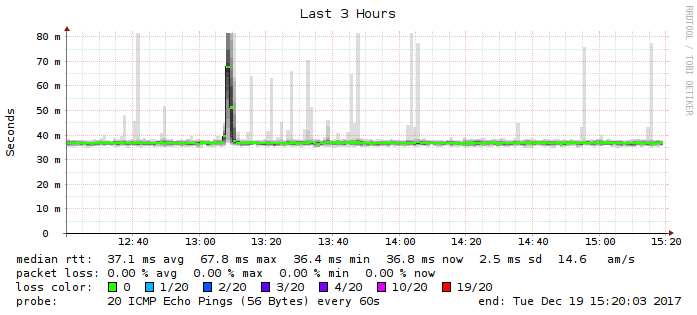 Last 3 Hours
RRDTOOL / TOBI OETIKER
Seconds
80 m
70 m
60 m
50 m
40 m
30 m
20 m
10 m
0
12:40 13:00 13:20 13:40 14:00 14:20 14:40 15:00 15:20
median rtt: 37.1 ms avg 67.8 ms max 36.4 ms min 36.8 ms now 2.5 ms sd 14.6 am/s
packet loss: 0.00 % avg 0.00 % max 0.00 % min 0.00 % now
loss color: 0 1/20 2/20 3/20 4/20 10/20 19/20
probe: 20 ICMP Echo Pings (56 Bytes) every 60s end: Tue Dec 19 15:20:03 2017